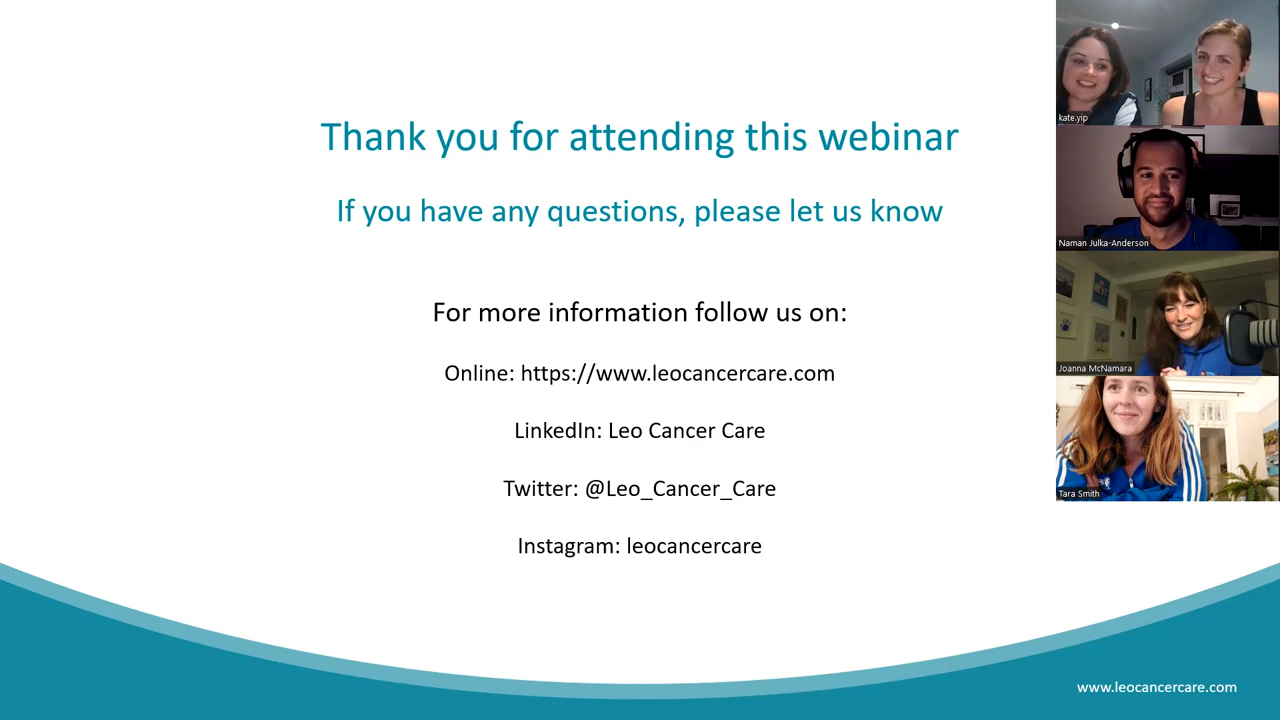 Thank you for attending this webinar
If you have any questions, please let us know
For more information follow us on:
Online: https://www.leocancercare.com
LinkedIn: Leo Cancer Care
Twitter: @Leo_Cancer_Care
Instagram: leocancercare
www.leocancercare.com
kate.yip
Naman Julka-Anderson
Joanna McNamara
Tara Smith